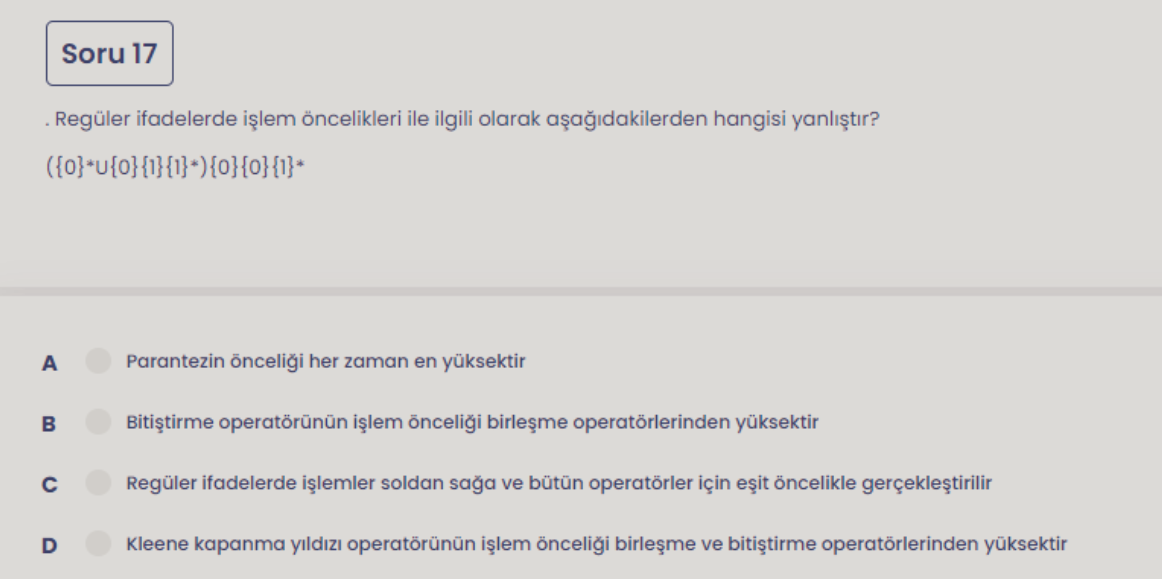 Soru 17
. Regüler ifadelerde işlem öncelikleri ile ilgili olarak aşağıdakilerden hangisi yanlıştır?
({0}*U{0}{1}{1}*){0}{0}{1}*
A Parantezin önceliği her zaman en yüksektir
B Bitiştirme operatörünün işlem önceliği birleşme operatörlerinden yüksektir
C Regüler ifadelerde işlemler soldan sağa ve bütün operatörler için eşit öncelikle gerçekleştirilir
D Kleene kapanma yıldızı operatörünün işlem önceliği birleşme ve bitiştirme operatörlerinden yüksektir